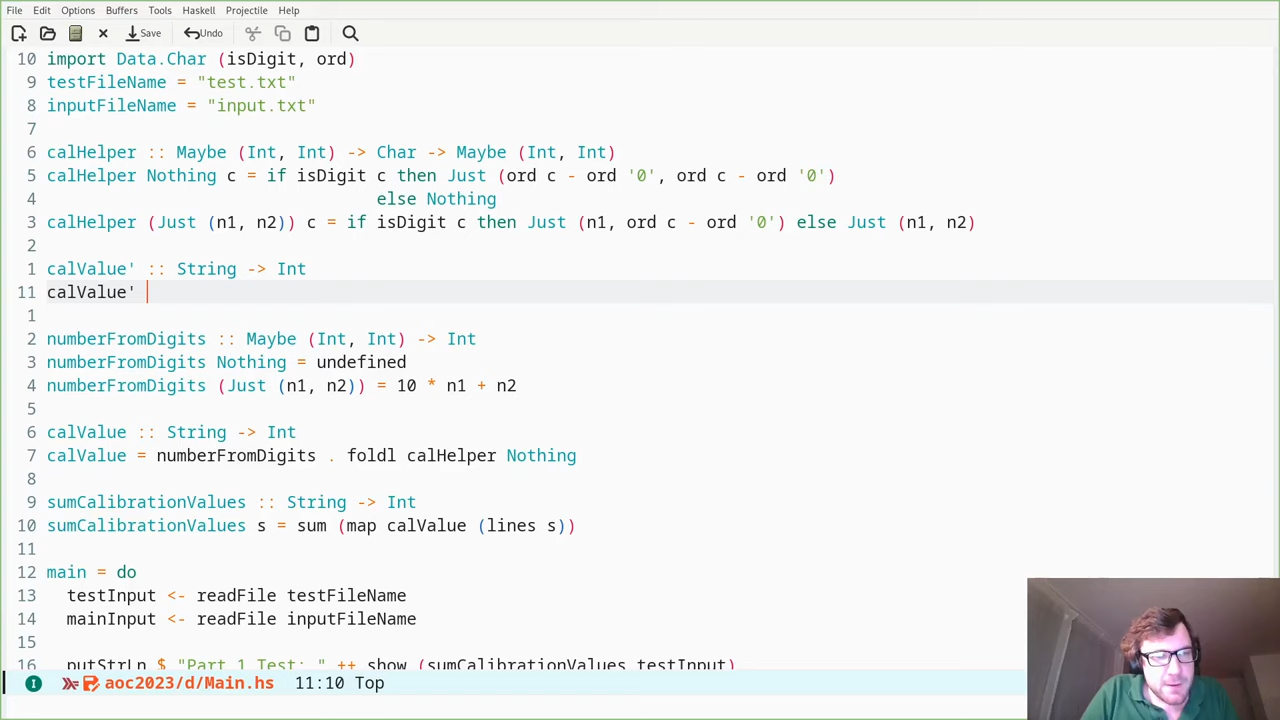 File Edit Options Buffers Tools Haskell Projectile Help
Save Undo
10 import Data.Char (isDigit, ord)
9 testFileName = "test.txt"
8 inputFileName = "input.txt"
7
6 calHelper :: Maybe (Int, Int) -> Char -> Maybe (Int, Int)
5 calHelper Nothing c = if isDigit c then Just (ord c - ord '0', ord c - ord '0')
4 else Nothing
3 calHelper (Just (n1, n2)) c = if isDigit c then Just (n1, ord c - ord '0') else Just (n1, n2)
2
1 calValue' :: String -> Int
11 calValue'
1
2 numberFromDigits :: Maybe (Int, Int) -> Int
3 numberFromDigits Nothing = undefined
4 numberFromDigits (Just (n1, n2)) = 10 * n1 + n2
5
6 calValue :: String -> Int
7 calValue = numberFromDigits . foldl calHelper Nothing
8
9 sumCalibrationValues :: String -> Int
10 sumCalibrationValues s = sum (map calValue (lines s))
11
12 main = do
13 testInput <- readFile testFileName
14 mainInput <- readFile inputFileName
15
16 putStrLn $ "Part 1 Test: " ++ show (sumCalibrationValues testInput)
aoc2023/d/Main.hs 11:10 Top